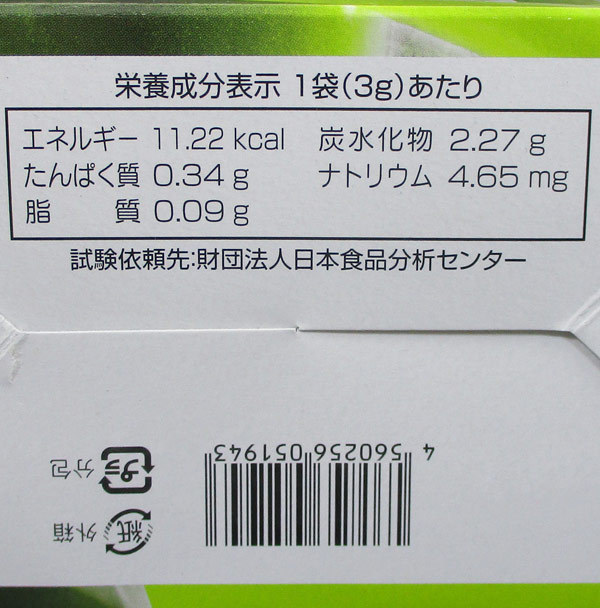 栄養成分表示 1袋(3g)あたり
エネルギー 11.22 kcal 炭水化物 2.27 g
たんぱく質 0.34 g ナトリウム 4.65 mg
脂 質 0.09 g
試験依頼先:財団法人日本食品分析センター
4 560256 051943
プラ 分包
紙 外箱